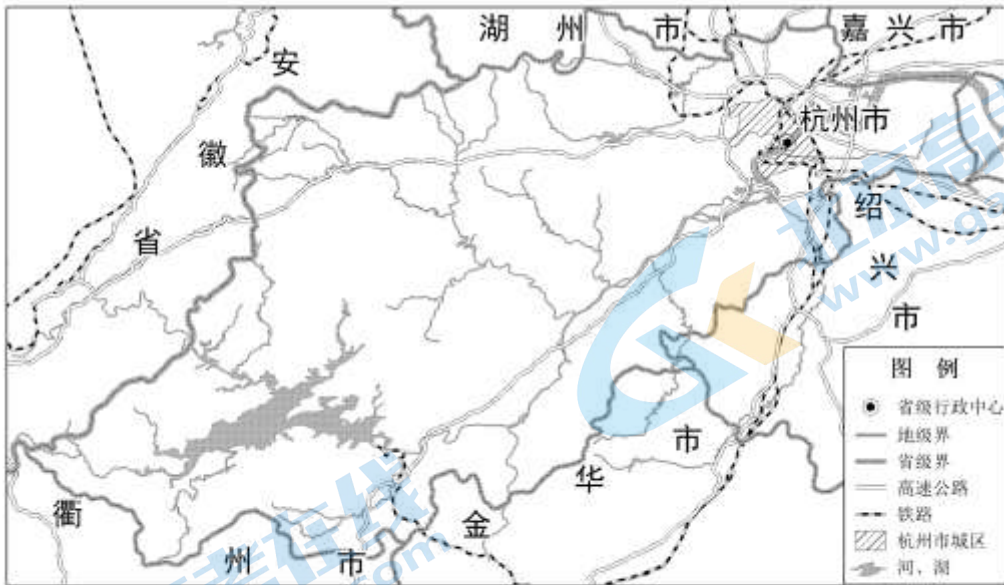 湖州市
嘉兴市
安徽省
杭州市
绍兴市
衢州市
金华市
图例
省级行政中心
地级界
省级界
高速公路
铁路
杭州市城区
河、湖